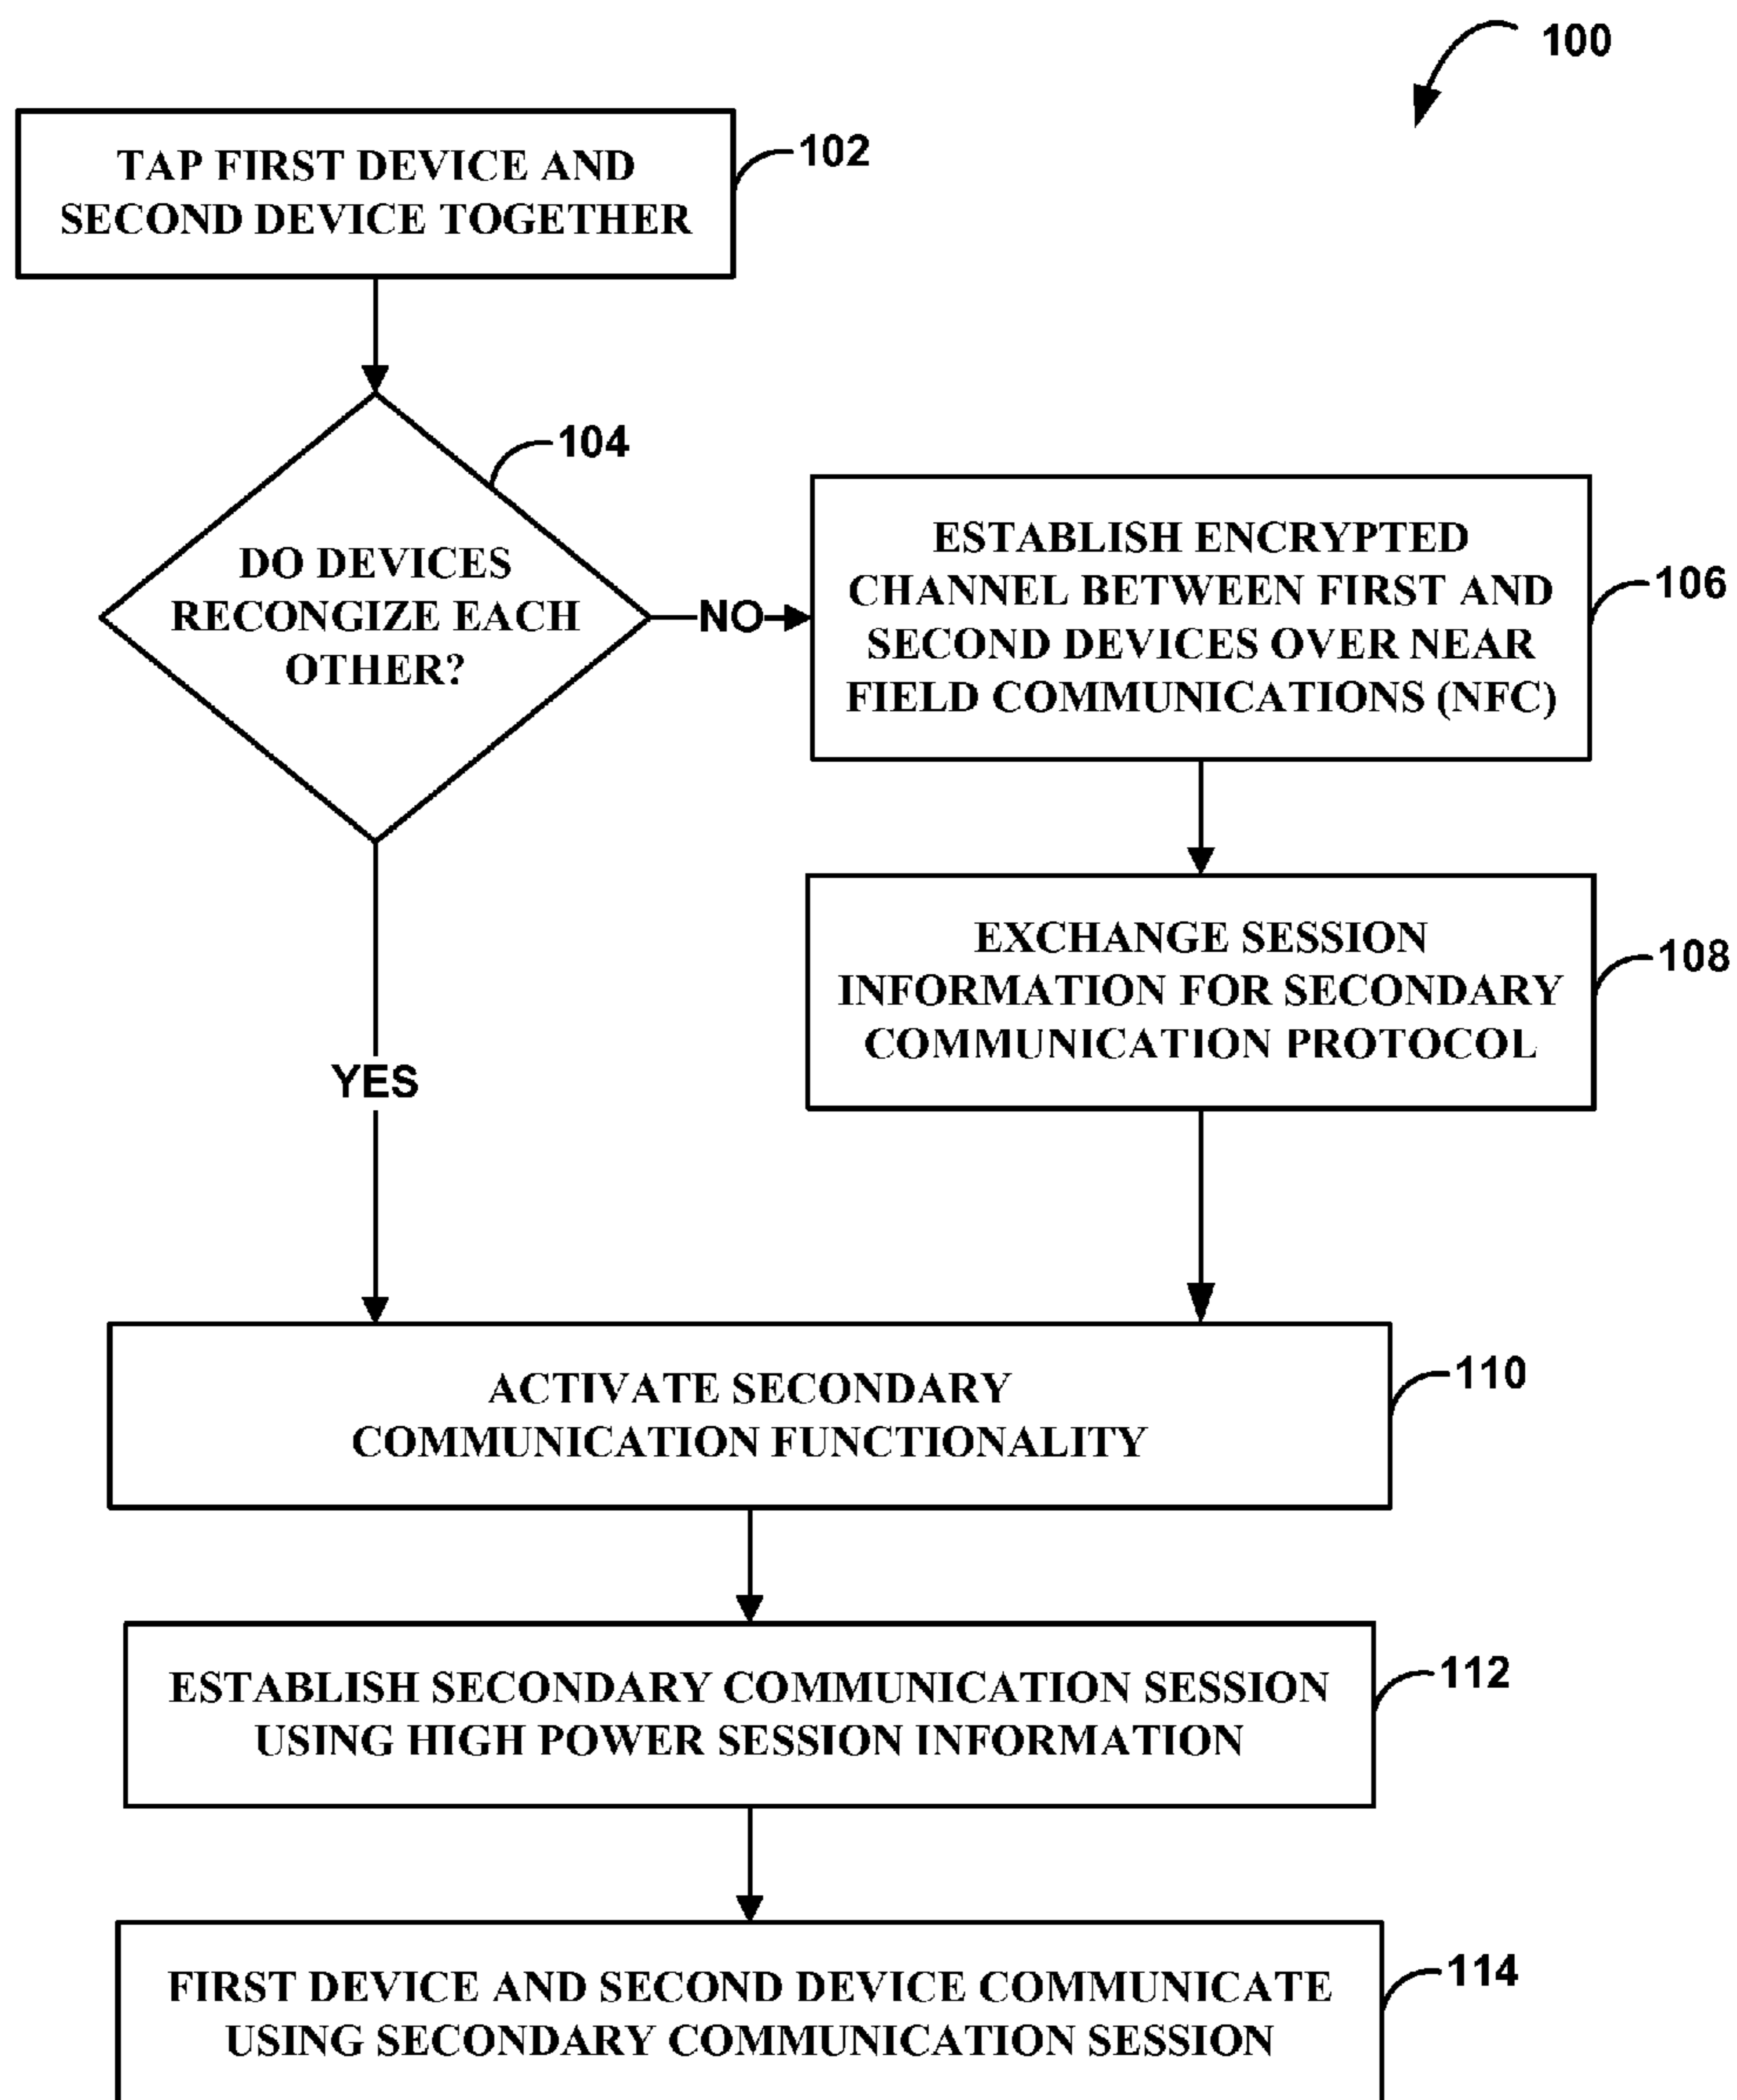 100
TAP FIRST DEVICE AND
SECOND DEVICE TOGETHER
102
104
DO DEVICES
RECONGIZE EACH
OTHER?
NO
ESTABLISH ENCRYPTED
CHANNEL BETWEEN FIRST AND
SECOND DEVICES OVER NEAR
FIELD COMMUNICATIONS (NFC)
106
EXCHANGE SESSION
INFORMATION FOR SECONDARY
COMMUNICATION PROTOCOL
108
YES
ACTIVATE SECONDARY
COMMUNICATION FUNCTIONALITY
110
ESTABLISH SECONDARY COMMUNICATION SESSION
USING HIGH POWER SESSION INFORMATION
112
FIRST DEVICE AND SECOND DEVICE COMMUNICATE
USING SECONDARY COMMUNICATION SESSION
114